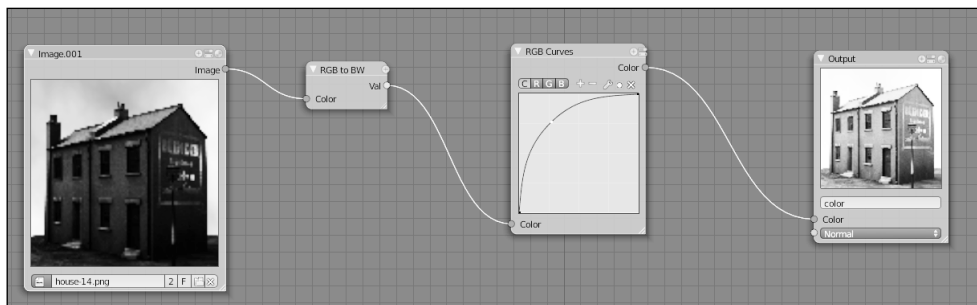 Image.001
Image
house-14.png
2
F
RGB to BW
Val
Color
RGB Curves
Color
C R G B
Color
Output
color
Color
Normal